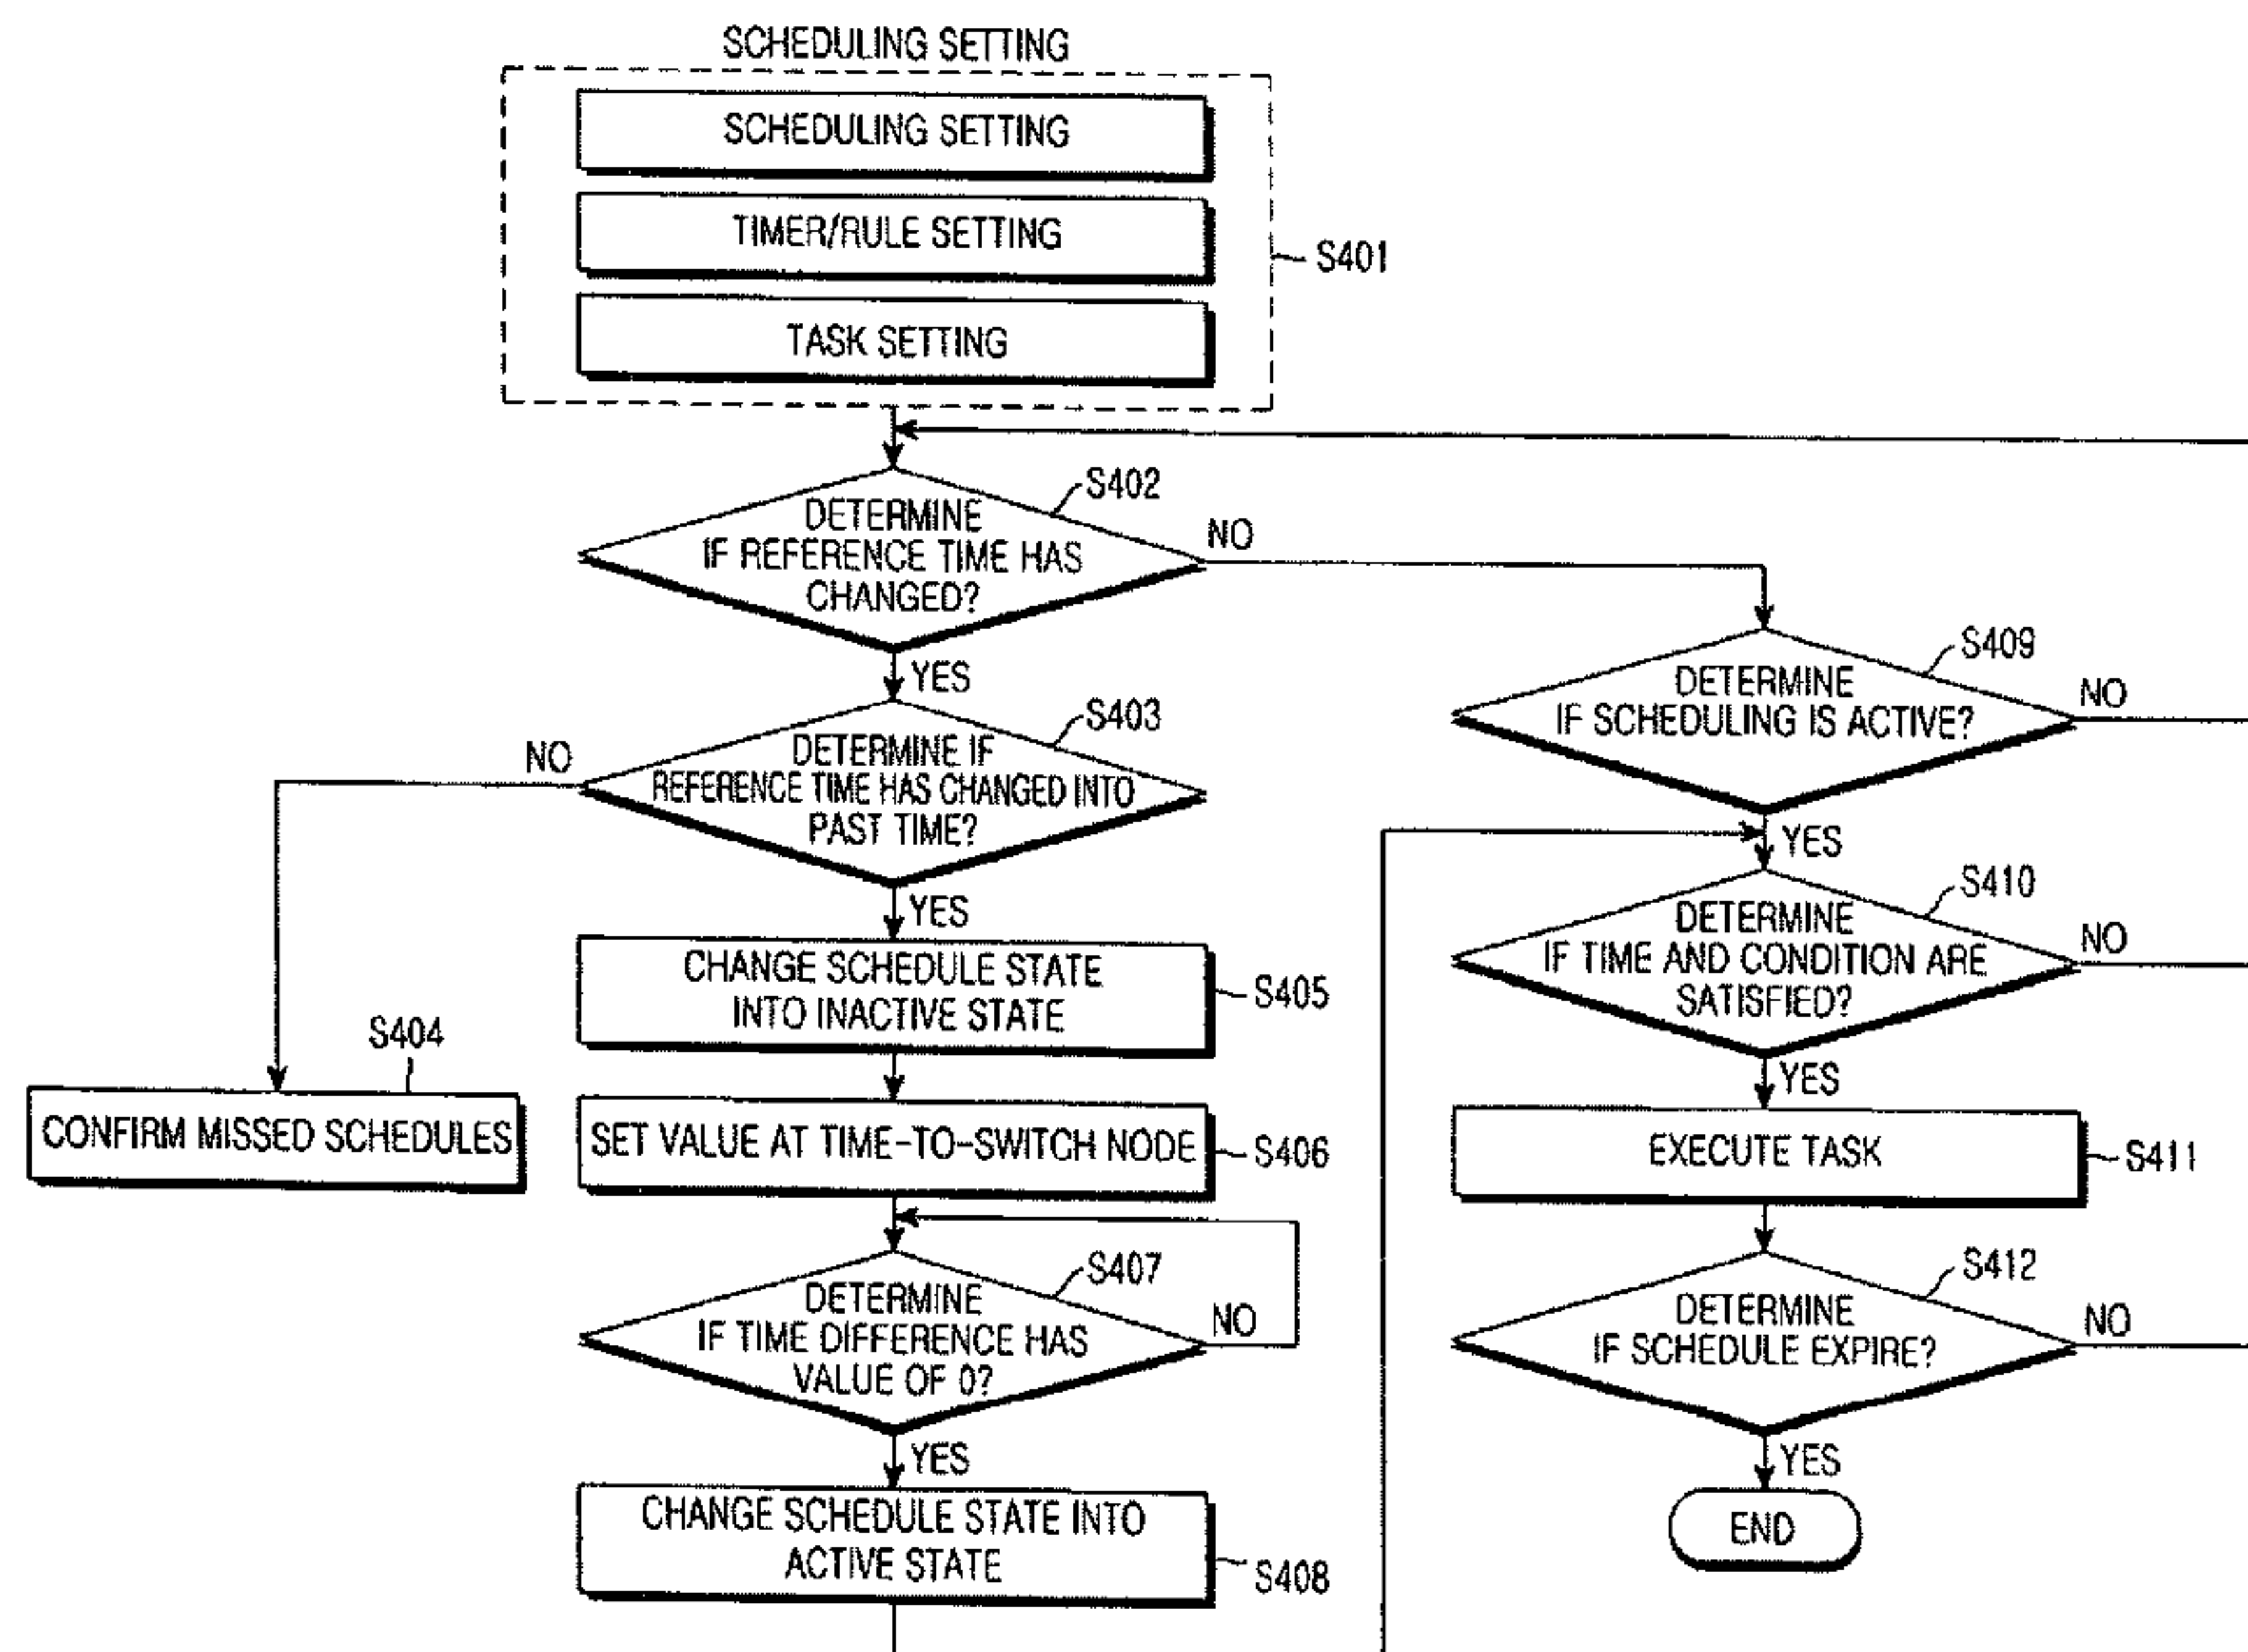 SCHEDULING SETTING
SCHEDULING SETTING
TIMER/RULE SETTING
TASK SETTING
S401
S402
DETERMINE
IF REFERENCE TIME HAS
CHANGED?
NO
YES
S403
DETERMINE IF
REFERENCE TIME HAS CHANGED INTO
PAST TIME?
NO
YES
S404
CONFIRM MISSED SCHEDULES
CHANGE SCHEDULE STATE
INTO INACTIVE STATE
S405
SET VALUE AT TIME-TO-SWITCH NODE
S406
S407
DETERMINE
IF TIME DIFFERENCE HAS
VALUE OF 0?
NO
YES
CHANGE SCHEDULE STATE INTO
ACTIVE STATE
S408
S409
DETERMINE
IF SCHEDULING IS ACTIVE?
NO
YES
S410
DETERMINE
IF TIME AND CONDITION ARE
SATISFIED?
NO
YES
EXECUTE TASK
S411
S412
DETERMINE
IF SCHEDULE EXPIRE?
NO
YES
END